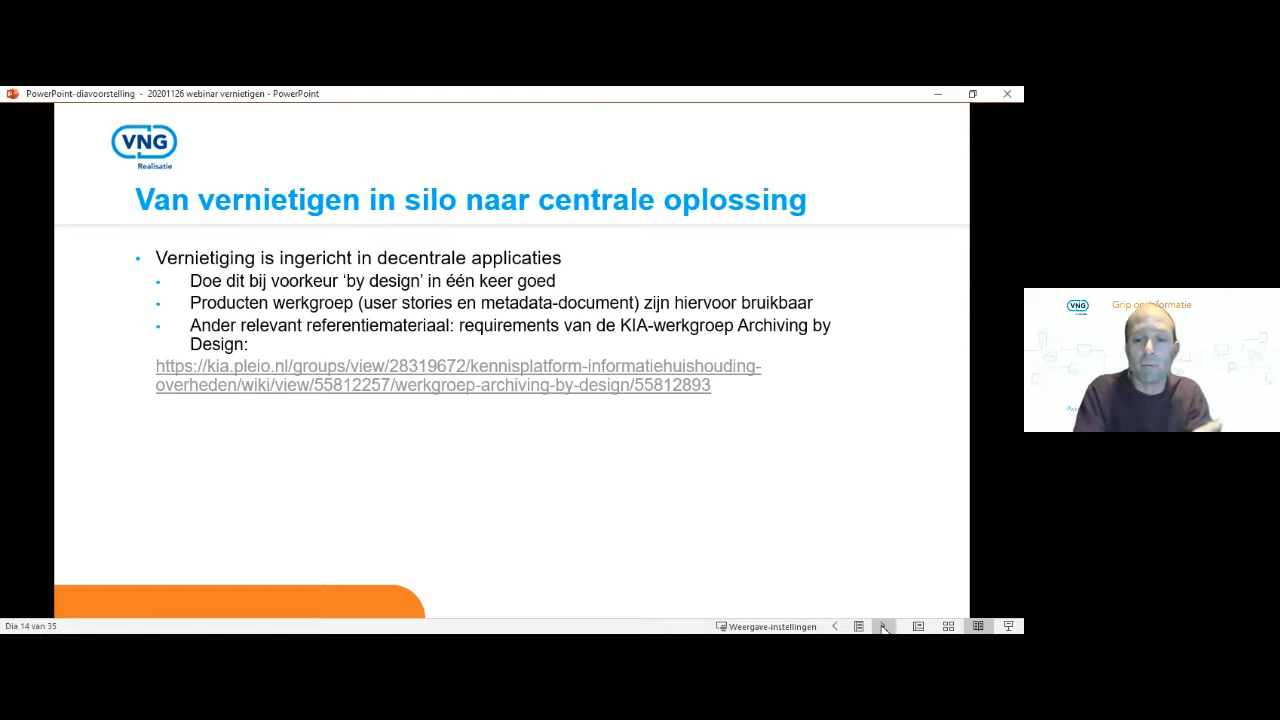 PowerPoint-diavoorstelling - 20201126 webinar vernietigen - PowerPoint
VNG
Realisatie
Van vernietigen in silo naar centrale oplossing
• Vernietiging is ingericht in decentrale applicaties
• Doe dit bij voorkeur ‘by design’ in één keer goed
• Producten werkgroep (user stories en metadata-document) zijn hiervoor bruikbaar
• Ander relevant referentiemateriaal: requirements van de KIA-werkgroep Archiving by
Design:
https://kia.pleio.nl/groups/view/28319672/kennisplatform-informatiehuishouding-
overheden/wiki/view/55812257/werkgroep-archiving-by-design/55812893
VNG
Grip op informatie
Dia 14 van 35
Weergave-instellingen